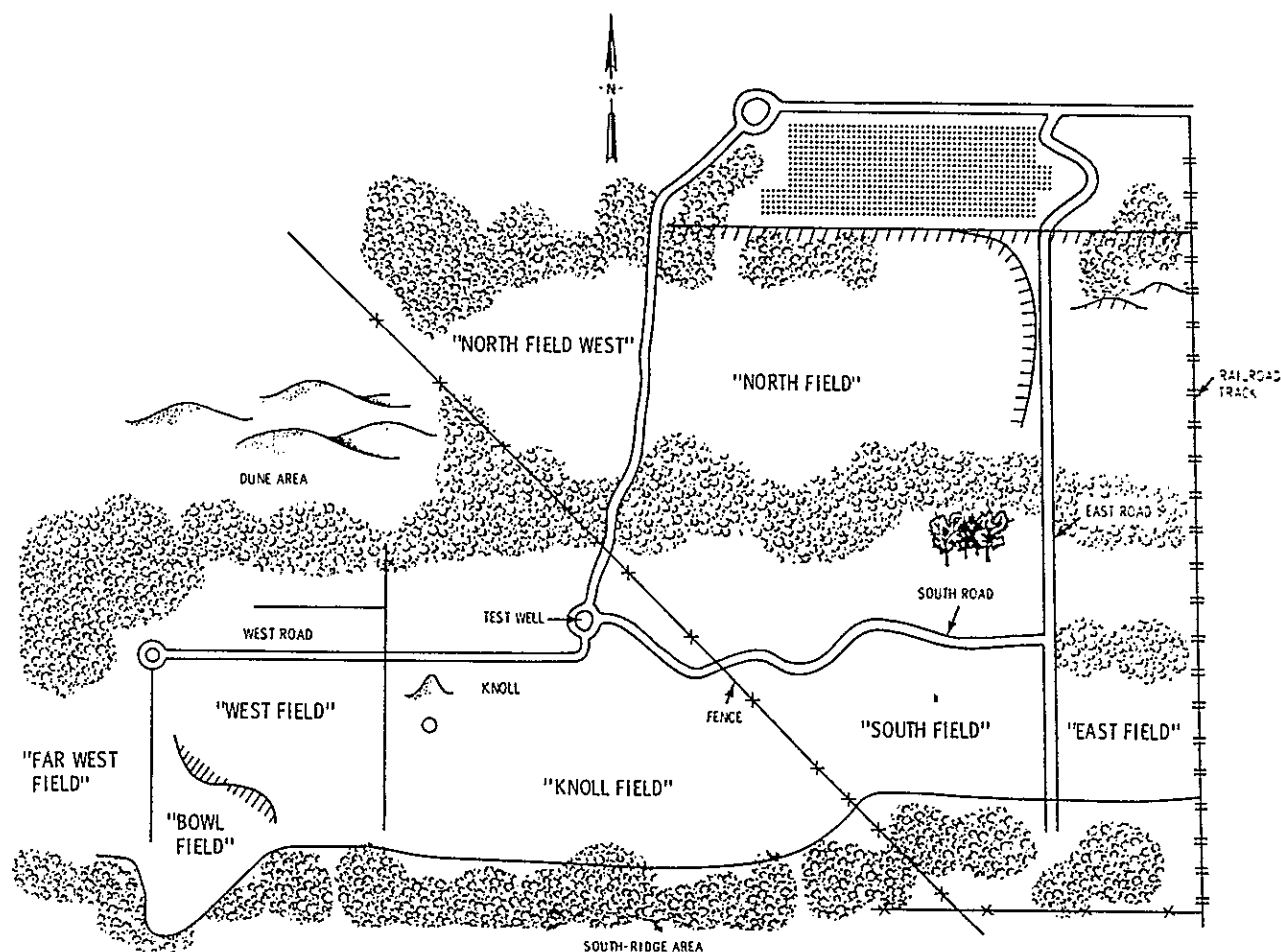 -N-
"NORTH FIELD WEST"
"NORTH FIELD"
RAILROAD
TRACK
DUNE AREA
EAST ROAD
SOUTH ROAD
TEST WELL
WEST ROAD
KNOLL
"WEST FIELD"
FENCE
"SOUTH FIELD"
"EAST FIELD"
"FAR WEST
FIELD"
"KNOLL FIELD"
"BOWL
FIELD"
SOUTH-RIDGE AREA